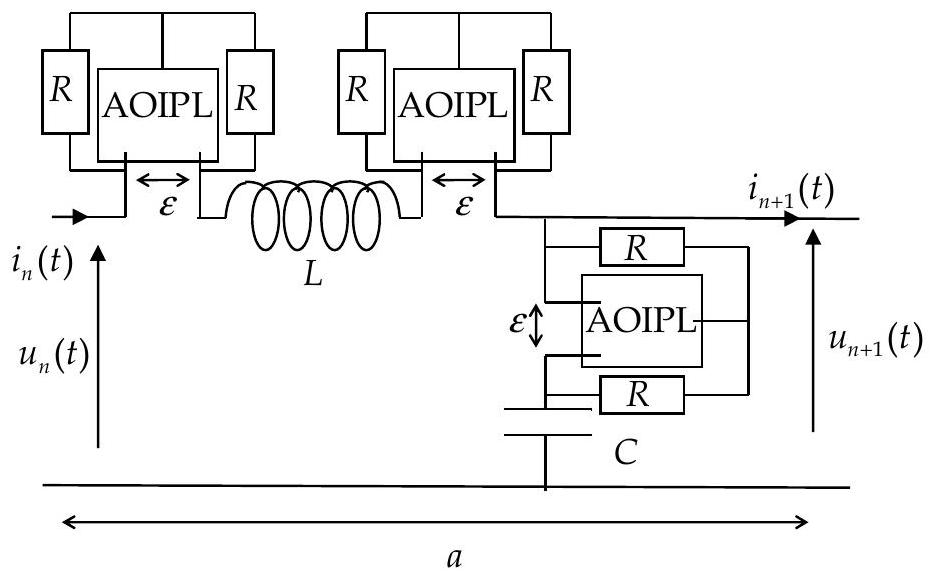 R AOIPL R
R AOIPL R
ε
ε
i_{n+1}(t)
i_n(t)
L
R
ε AOIPL
u_n(t)
u_{n+1}(t)
R
C
a